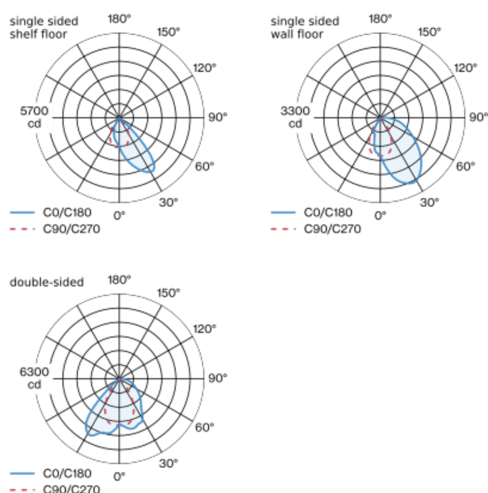 single sided
shelf floor
180°
150°
120°
5700
cd
90°
60°
30°
0°
C0/C180
C90/C270
single sided
wall floor
180°
150°
120°
3300
cd
90°
60°
30°
0°
C0/C180
C90/C270
double-sided
180°
150°
120°
6300
cd
90°
60°
30°
0°
C0/C180
C90/C270